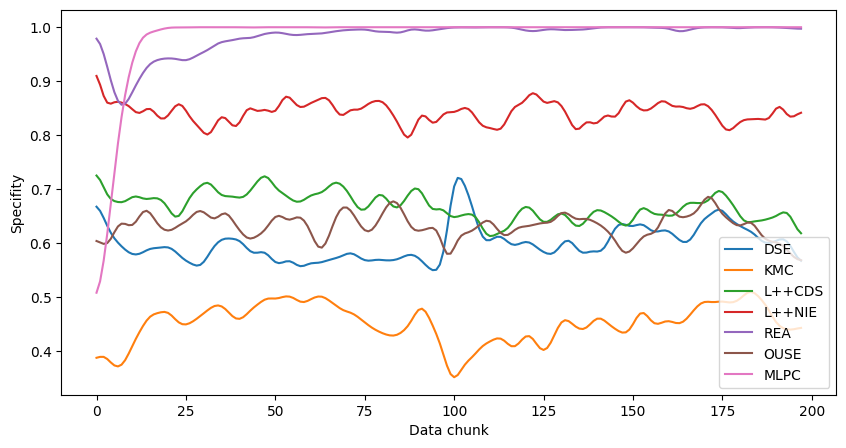 1.0
0.9
0.8
0.7
0.6
0.5
0.4
Specifity
0
25
50
75
100
125
150
175
200
Data chunk
DSE
KMC
L++CDS
L++NIE
REA
OUSE
MLPC